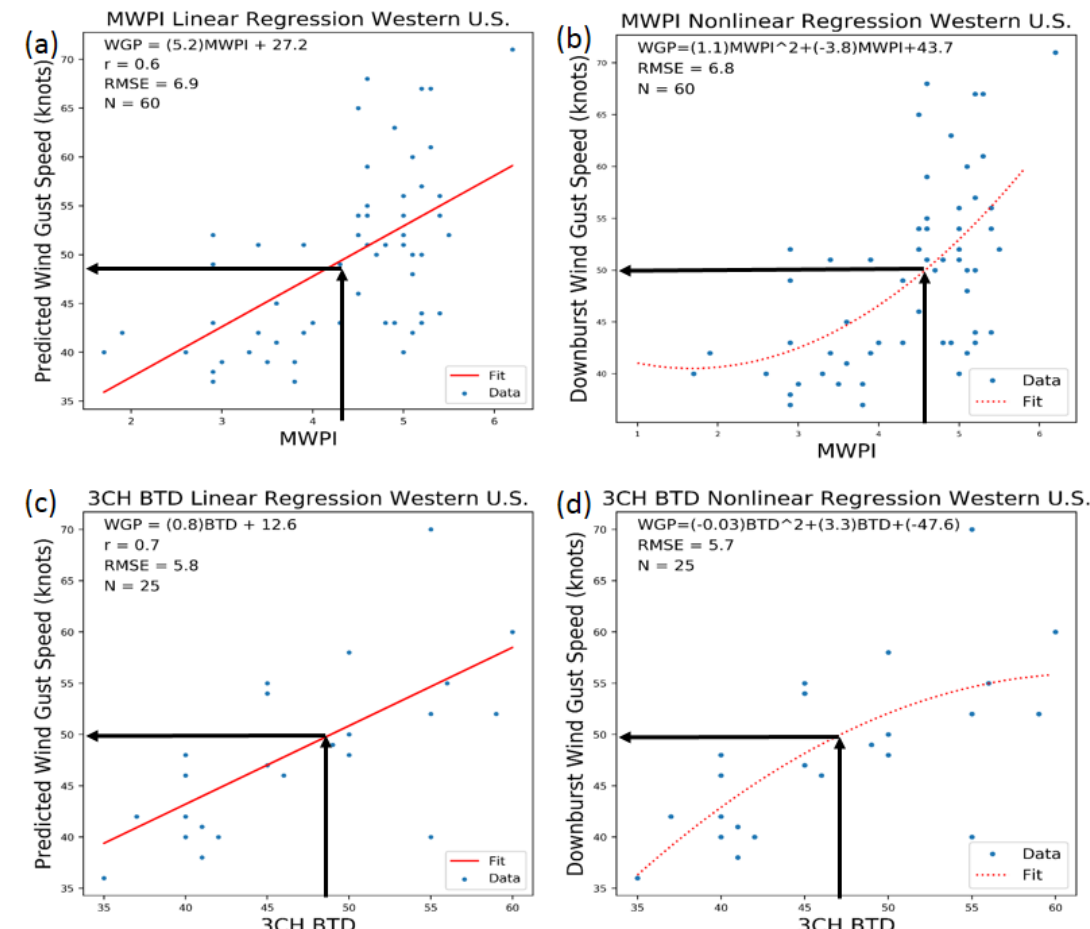 MWPI Linear Regression Western U.S.
(a)
WGP = (5.2)MWPI + 27.2
r = 0.6
RMSE = 6.9
N = 60
Predicted Wind Gust Speed (knots)
70
65
60
55
50
45
40
35
Fit
Data
2
3
4
5
6
MWPI
MWPI Nonlinear Regression Western U.S.
(b)
WGP=(1.1)MWPI^2+(-3.8)MWPI+43.7
RMSE = 6.8
N = 60
Downburst Wind Gust Speed (knots)
70
65
60
55
50
45
40
Data
Fit
1
2
3
4
5
6
MWPI
3CH BTD Linear Regression Western U.S.
(c)
WGP = (0.8)BTD + 12.6
r = 0.7
RMSE = 5.8
N = 25
Predicted Wind Gust Speed (knots)
70
65
60
55
50
45
40
35
Fit
Data
35
40
45
50
55
60
3CH BTD
3CH BTD Nonlinear Regression Western U.S.
(d)
WGP=(-0.03)BTD^2+(3.3)BTD+(-47.6)
RMSE = 5.7
N = 25
Downburst Wind Gust Speed (knots)
70
65
60
55
50
45
40
35
Data
Fit
35
40
45
50
55
60
3CH BTD